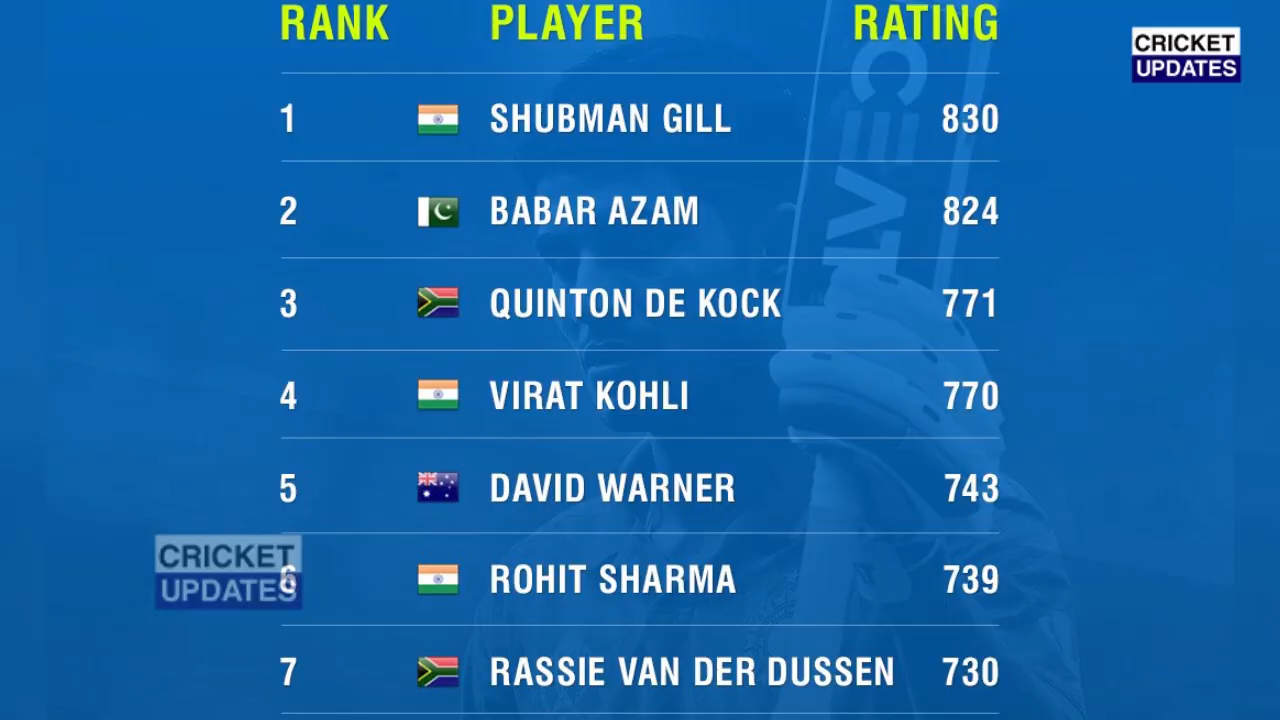 RANK PLAYER RATING
CRICKET
UPDATES
1 SHUBMAN GILL 830
2 BABAR AZAM 824
3 QUINTON DE KOCK 771
4 VIRAT KOHLI 770
5 DAVID WARNER 743
CRICKET
UPDATES
6 ROHIT SHARMA 739
7 RASSIE VAN DER DUSSEN 730